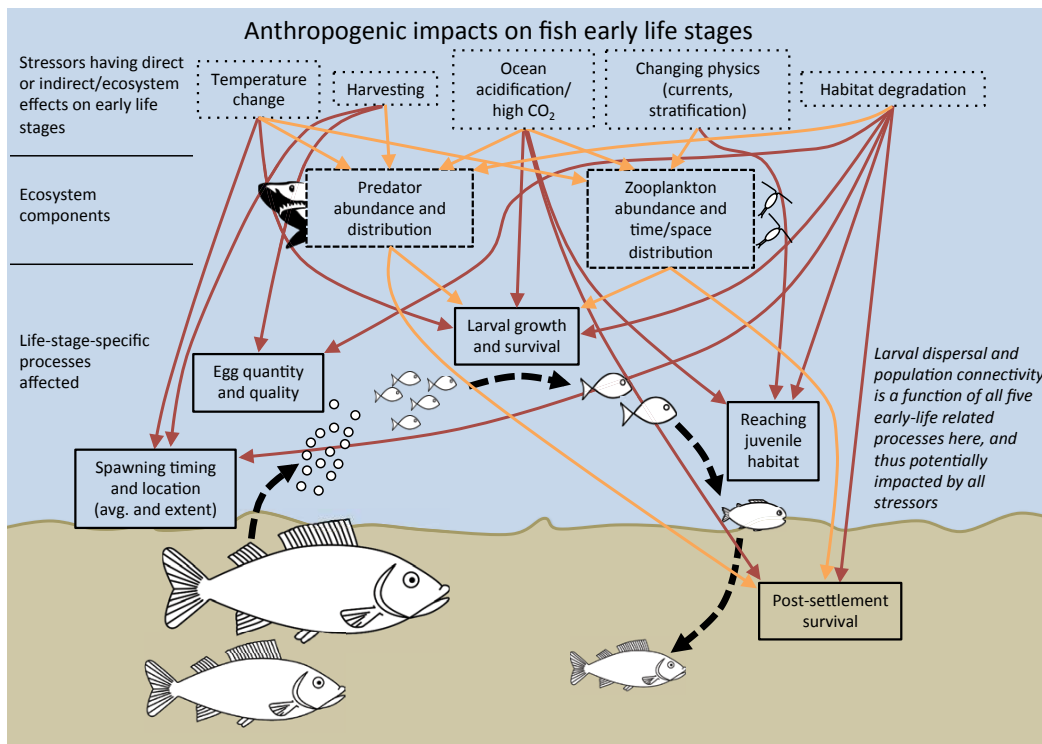 Anthropogenic impacts on fish early life stages
Stressors having direct
or indirect/ecosystem
effects on early life
stages
Temperature
change
Harvesting
Ocean
acidification/
high CO₂
Changing physics
(currents,
stratification)
Habitat degradation
Ecosystem
components
Predator
abundance and
distribution
Zooplankton
abundance and
time/space
distribution
Life-stage-specific
processes
affected
Larval growth
and survival
Egg quantity
and quality
Larval dispersal and
population connectivity
is a function of all five
early-life related
processes here, and
thus potentially
impacted by all
stressors
Reaching
juvenile
habitat
Spawning timing
and location
(avg. and extent)
Post-settlement
survival